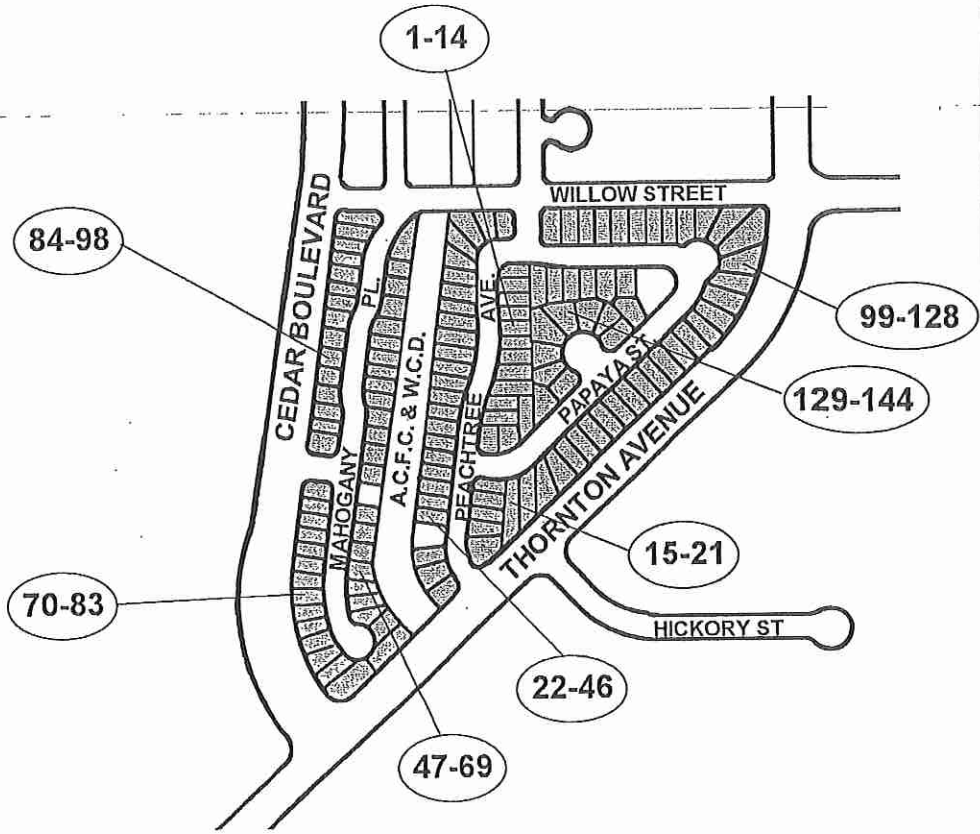 1-14
WILLOW STREET
CEDAR BOULEVARD
84-98
PL.
AVE.
99-128
A.C.F.C. & W.C.D.
PAPAYA ST.
129-144
PEACHTREE
THORNTON AVENUE
MAHOGANY
15-21
70-83
HICKORY ST
22-46
47-69